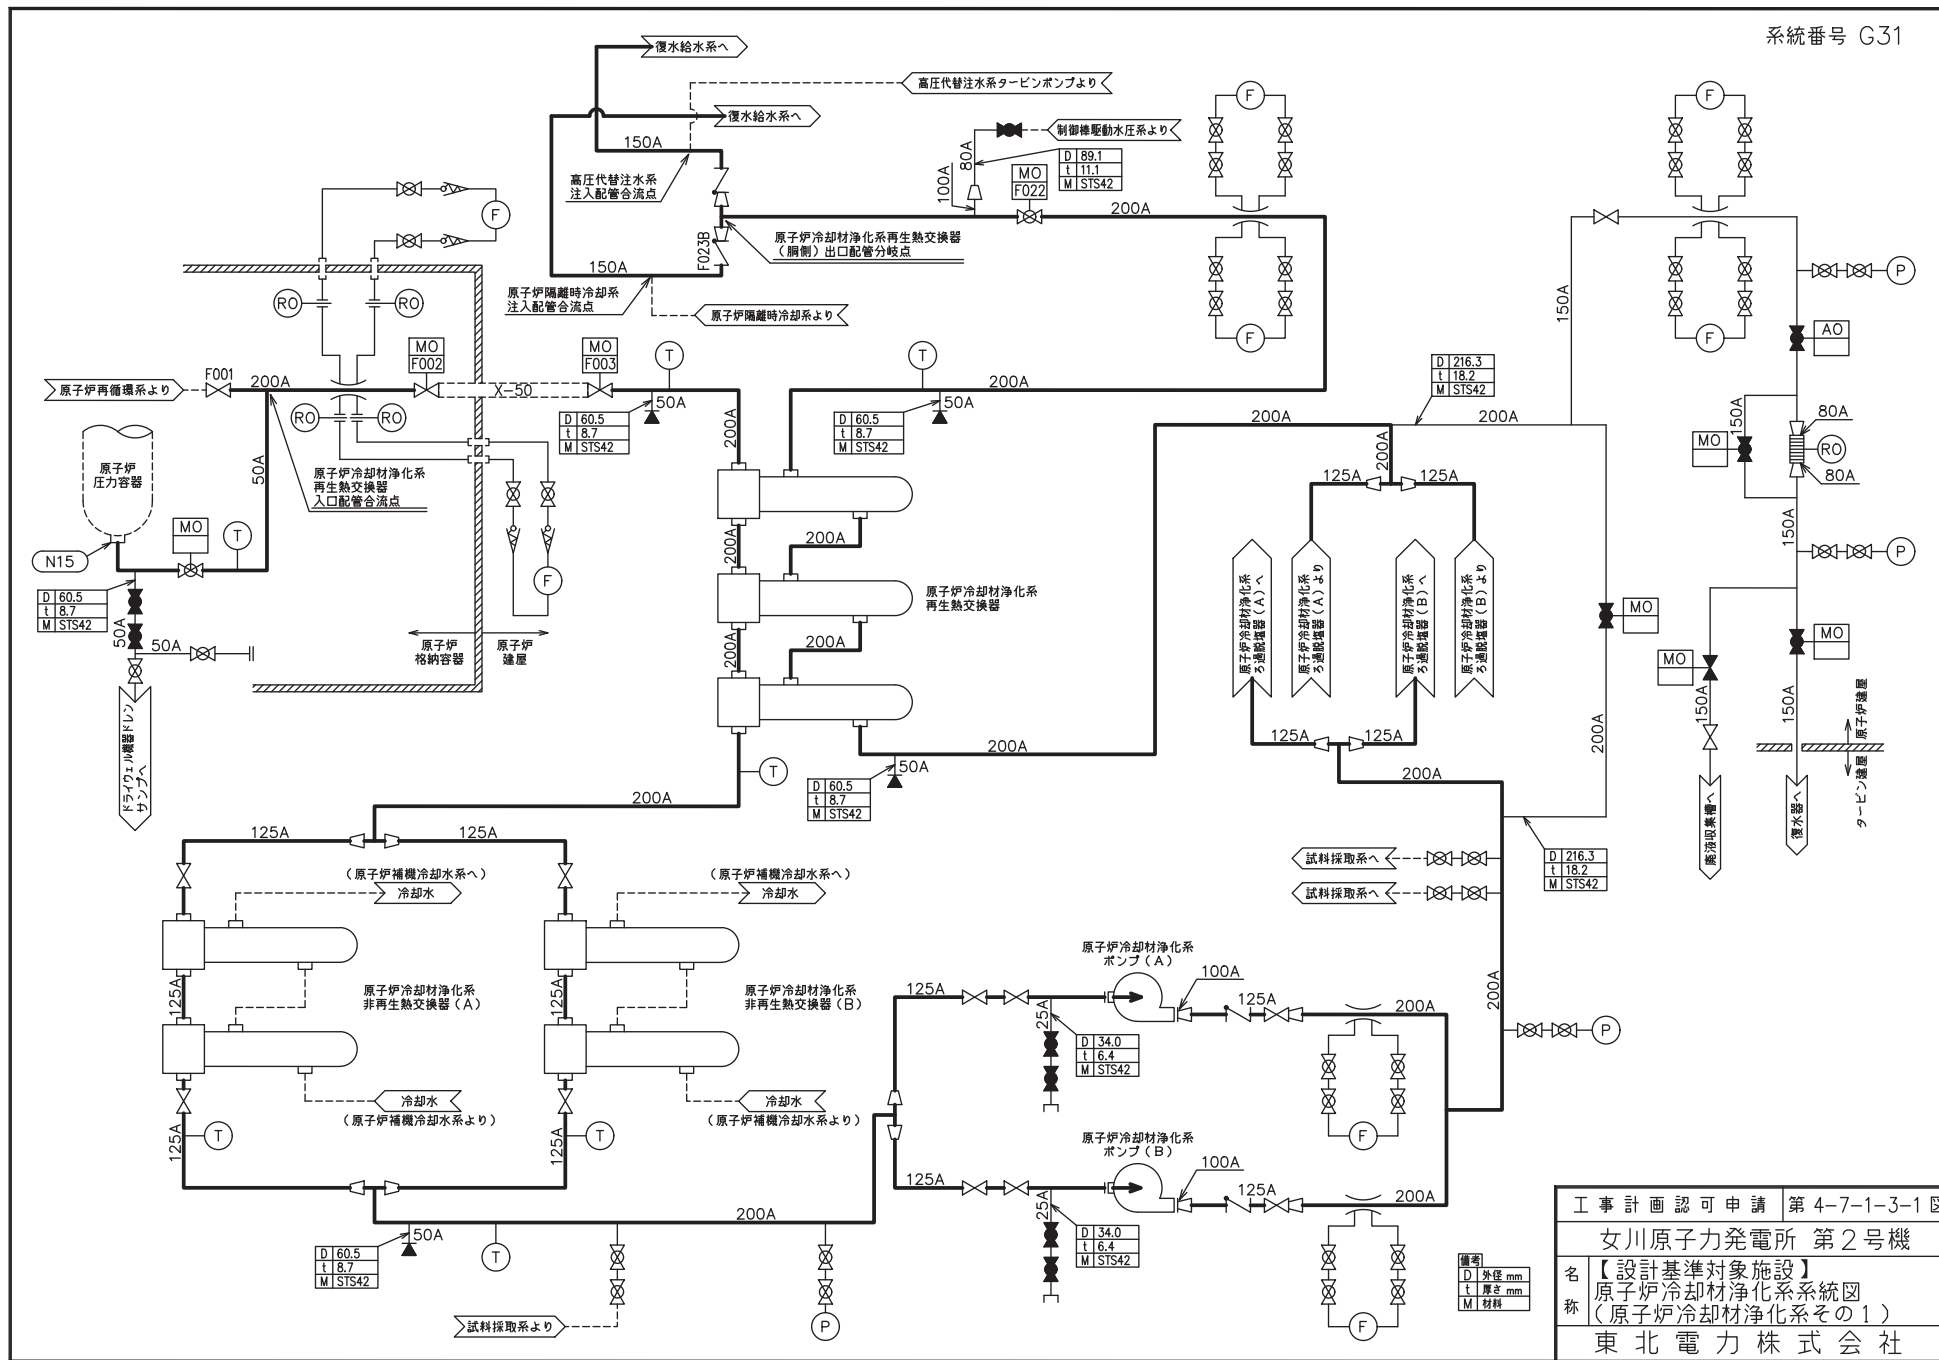 系統番号 G31
復水給水系へ
高圧代替注水系タービンポンプより
復水給水系へ
150A
制御棒駆動水圧系より
80A
100A
D 89.1
t 11.1
M STS42
MO
F022
200A
F
F
F
F
高圧代替注水系
注入配管合流点
F
F023B
原子炉冷却材浄化系再生熱交換器
(胴側)出口配管分岐点
150A
原子炉隔離時冷却系
注入配管合流点
原子炉隔離時冷却系より
RO
RO
原子炉再循環系より
F001
200A
MO
F002
X-50
MO
F003
T
50A
D 60.5
t 8.7
M STS42
200A
T
200A
50A
D 60.5
t 8.7
M STS42
RO
RO
原子炉
圧力容器
50A
原子炉冷却材浄化系
再生熱交換器
入口配管合流点
N15
MO
T
F
D 60.5
t 8.7
M STS42
50A
50A
原子炉
格納容器
原子炉
建屋
ドライウェル機器ドレン
サンプへ
200A
200A
200A
200A
原子炉冷却材浄化系
再生熱交換器
T
200A
D 60.5
t 8.7
M STS42
50A
200A
200A
200A
125A
125A
D 216.3
t 18.2
M STS42
200A
150A
P
AO
150A
MO
80A
RO
80A
150A
P
原子炉冷却材浄化系
ろ過脱塩器(A)へ
原子炉冷却材浄化系
ろ過脱塩器(A)より
原子炉冷却材浄化系
ろ過脱塩器(B)へ
原子炉冷却材浄化系
ろ過脱塩器(B)より
MO
MO
MO
150A
150A
原子炉建屋
タービン建屋
廃液収集槽へ
復水器へ
125A
125A
200A
200A
D 216.3
t 18.2
M STS42
試料採取系へ
試料採取系へ
200A
P
125A
125A
(原子炉補機冷却水系へ)
冷却水
(原子炉補機冷却水系へ)
冷却水
125A
原子炉冷却材浄化系
非再生熱交換器(A)
125A
原子炉冷却材浄化系
非再生熱交換器(B)
冷却水
(原子炉補機冷却水系より)
冷却水
(原子炉補機冷却水系より)
125A
T
125A
T
200A
50A
D 60.5
t 8.7
M STS42
T
試料採取系より
P
原子炉冷却材浄化系
ポンプ(A)
125A
25A
D 34.0
t 6.4
M STS42
100A
125A
200A
F
原子炉冷却材浄化系
ポンプ(B)
125A
25A
D 34.0
t 6.4
M STS42
100A
125A
200A
F
備考
D 外径 mm
t 厚さ mm
M 材料
工事計画認可申請 第 4-7-1-3-1 図
女川原子力発電所 第2号機
名称
【設計基準対象施設】
原子炉冷却材浄化系系統図
(原子炉冷却材浄化系その1)
東北電力株式会社